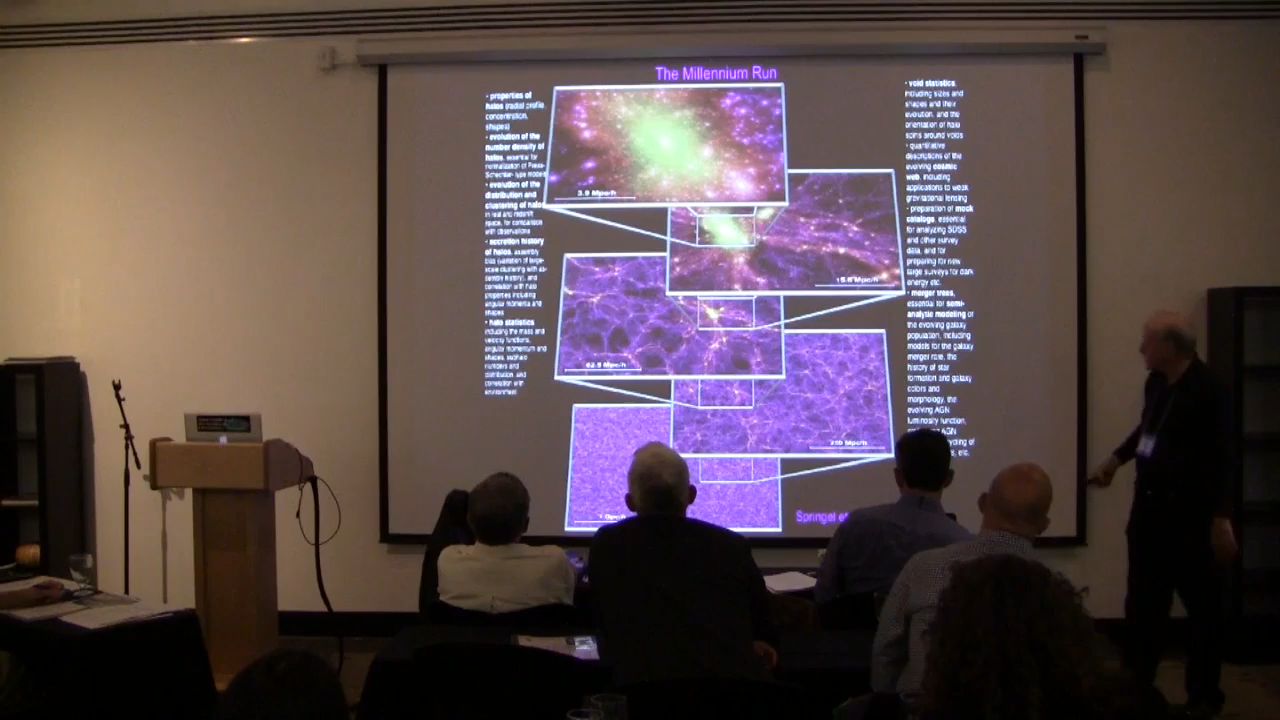 The Millennium Run
- properties of
halos (radial profile,
concentration,
shapes)
- evolution of the
number density of
halos, essential for
normalization of Press-
Schechter-type models
- evolution of the
distribution and
clustering of halos
in real and redshift
space, for comparison
with observations
- accretion history
of halos, assembly
bias (variation of large-
scale clustering with as-
sembly history), and
correlation with halo
properties including
angular momenta and
shapes
- halo statistics
including the mass and
velocity functions,
angular momentum and
shapes, subhalo
numbers and
distribution, and
correlation with
environment
3.9 Mpc/h
15.6 Mpc/h
62.5 Mpc/h
250 Mpc/h
Springel et
- void statistics,
including sizes and
shapes and their
evolution, and the
orientation of halo
spins around voids
- quantitative
descriptions of the
evolving cosmic
web, including
applications to weak
gravitational lensing
- preparation of mock
catalogs, essential
for analyzing SDSS
and other survey
data, and for
preparing for new
large surveys for dark
energy etc.
- merger trees,
essential for semi-
analytic modeling of
the evolving galaxy
population, including
models for the galaxy
merger rate, the
history of star
formation and galaxy
colors and
morphology, the
evolving AGN
luminosity function,
AGN
etc.